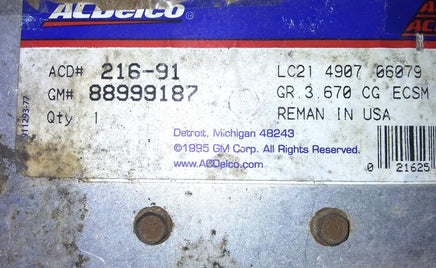 ACDelco
ACD# 216-91
LC21 4907 06079
GM# 88999187
GR.3.670 CG ECSM
Qty 1
REMAN IN USA
Detroit, Michigan 48243
©1995 GM Corp. All Rights Reserved.
www.ACDelco.com
0 21625